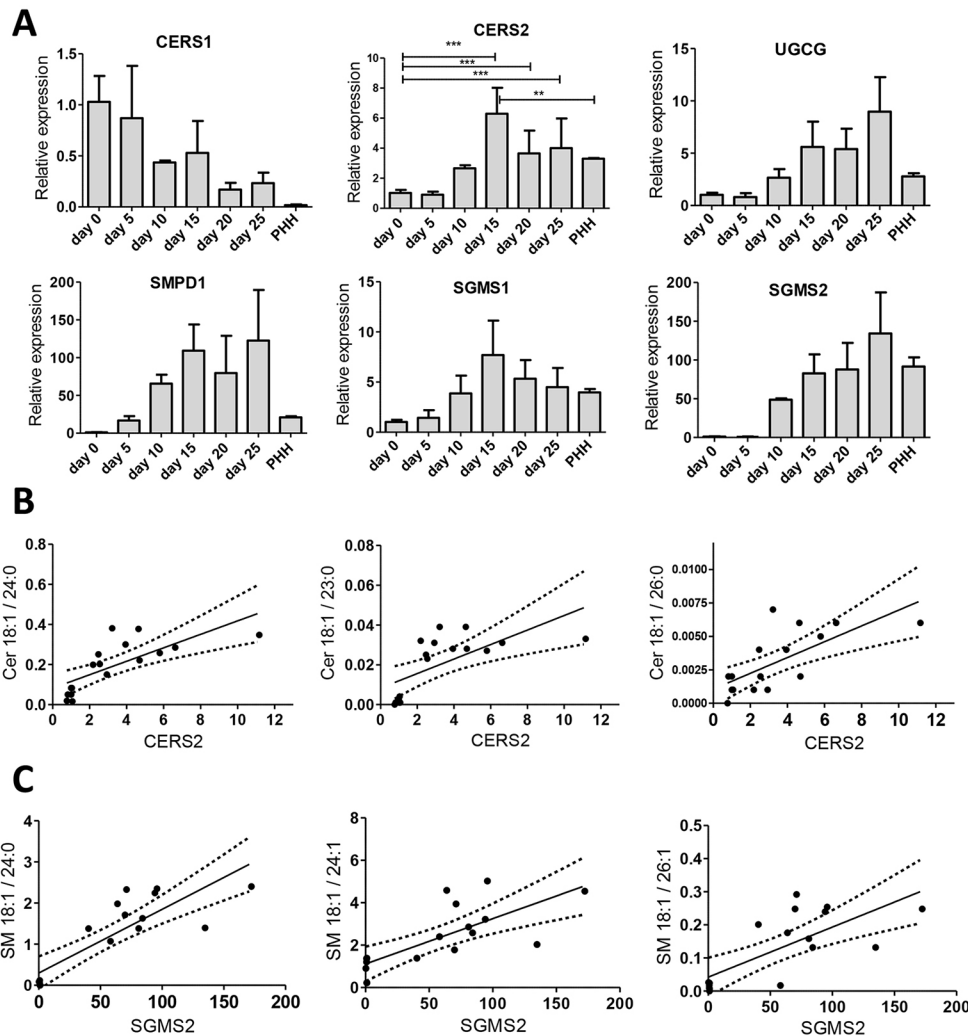 A
CERS1
Relative expression
1.5
1.0
0.5
0.0
day 0
day 5
day 10
day 15
day 20
day 25
PHH
CERS2
***
***
***
**
Relative expression
10
8
6
4
2
0
day 0
day 5
day 10
day 15
day 20
day 25
PHH
UGCG
Relative expression
15
10
5
0
day 0
day 5
day 10
day 15
day 20
day 25
PHH
SMPD1
Relative expression
200
150
100
50
0
day 0
day 5
day 10
day 15
day 20
day 25
PHH
SGMS1
Relative expression
15
10
5
0
day 0
day 5
day 10
day 15
day 20
day 25
PHH
SGMS2
Relative expression
200
150
100
50
0
day 0
day 5
day 10
day 15
day 20
day 25
PHH
B
Cer 18:1 / 24:0
0.8
0.6
0.4
0.2
0.0
0 2 4 6 8 10 12
CERS2
Cer 18:1 / 23:0
0.08
0.06
0.04
0.02
0.00
0 2 4 6 8 10 12
CERS2
Cer 18:1 / 26:0
0.0100
0.0075
0.0050
0.0025
0.0000
0 2 4 6 8 10 12
CERS2
C
SM 18:1 / 24:0
4
3
2
1
0
0 50 100 150 200
SGMS2
SM 18:1 / 24:1
8
6
4
2
0
0 50 100 150 200
SGMS2
SM 18:1 / 26:1
0.5
0.4
0.3
0.2
0.1
0.0
0 50 100 150 200
SGMS2